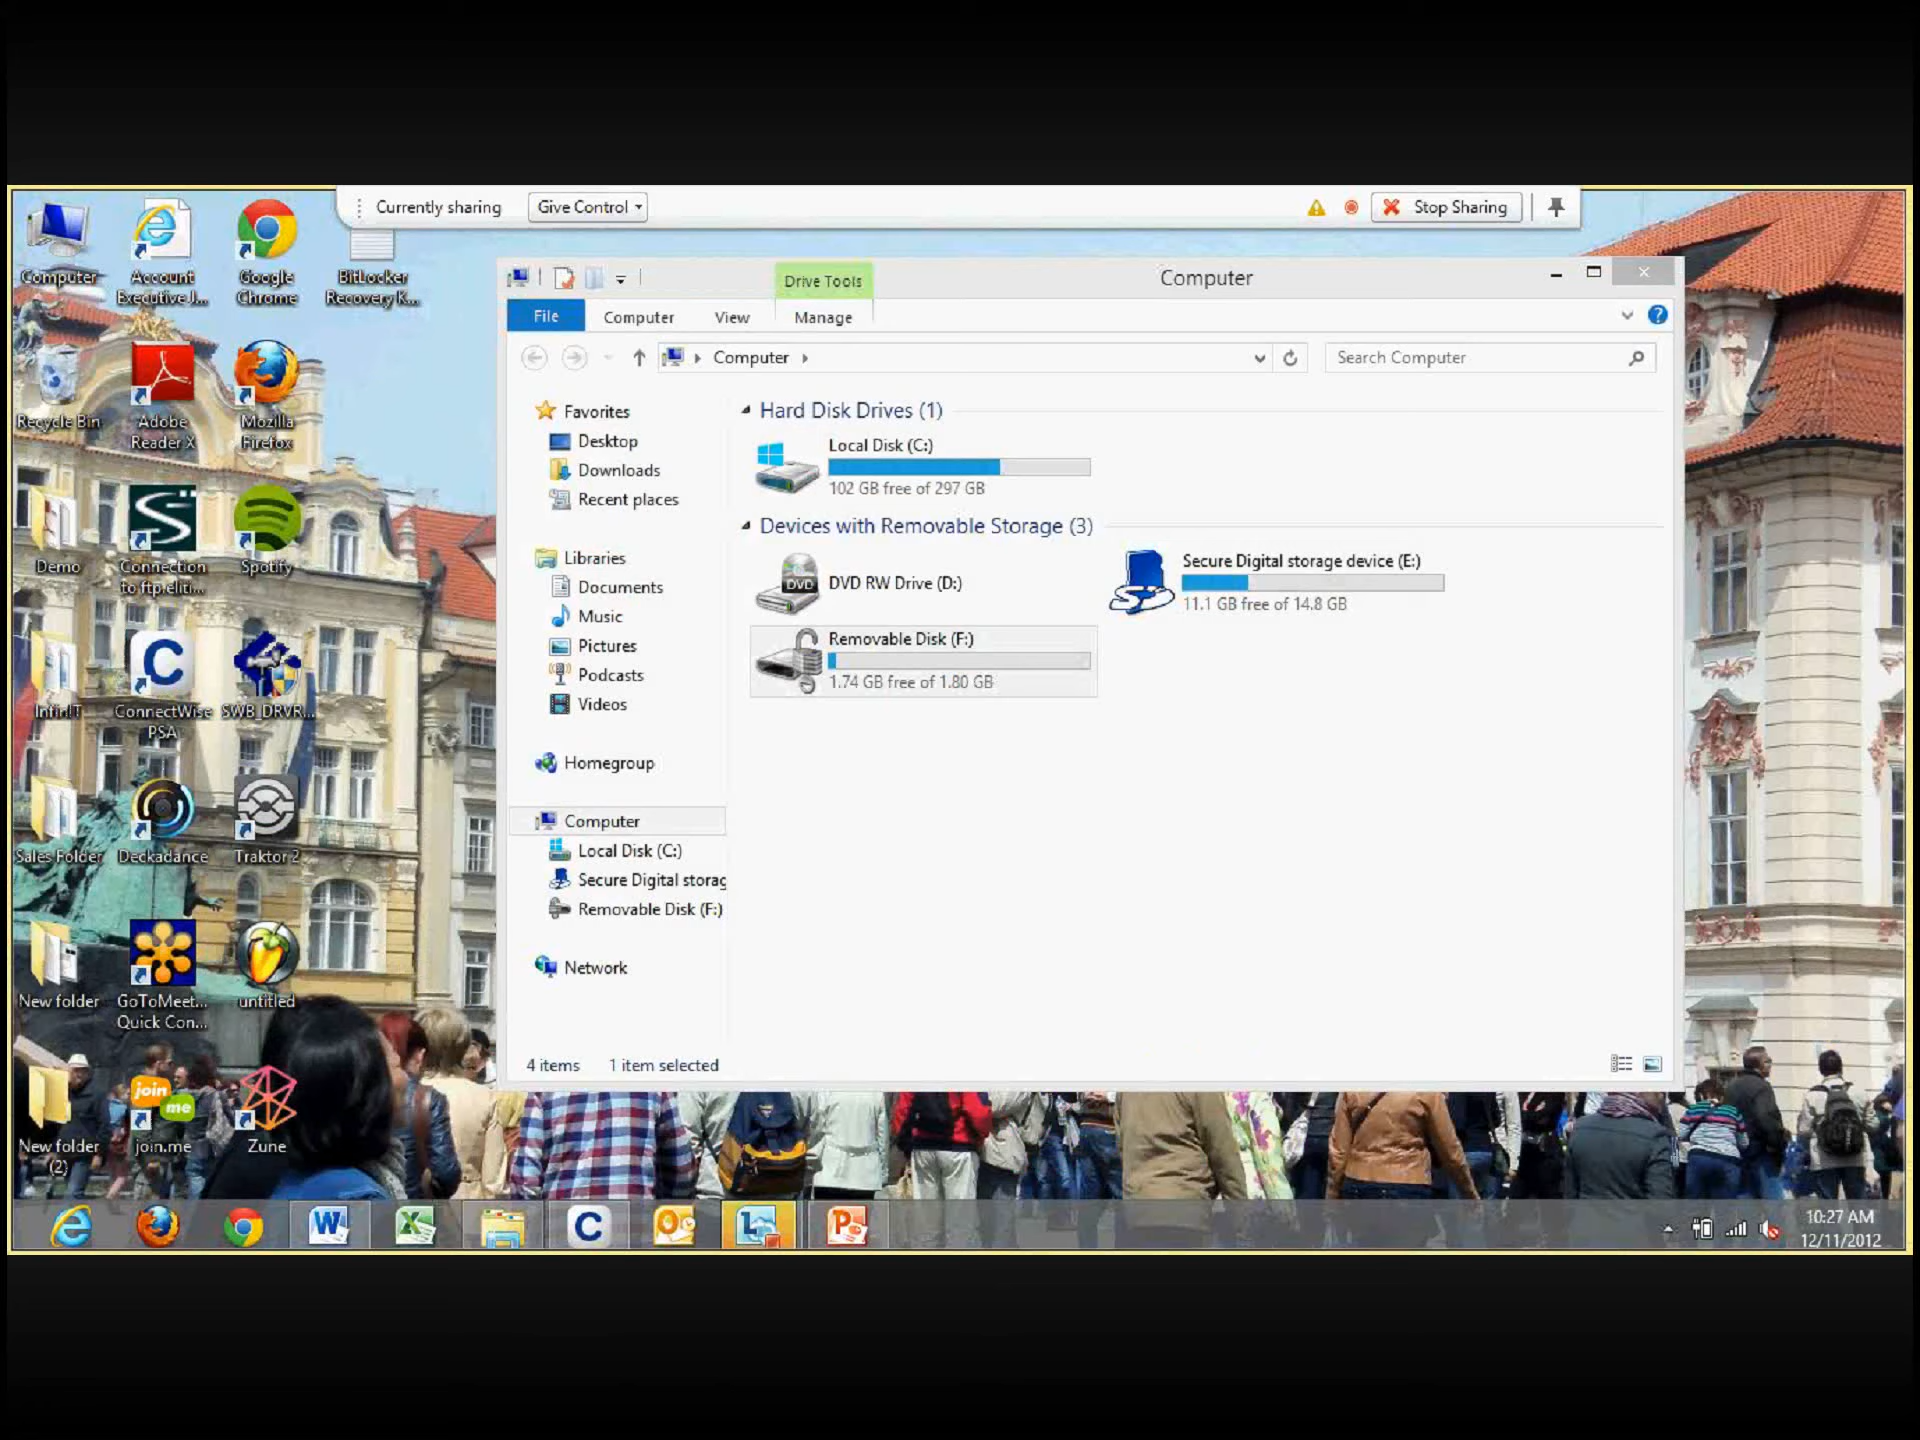 Currently sharing
Give Control
Stop Sharing
Computer
Account
Executive J...
Google
Chrome
BitLocker
Recovery K...
Recycle Bin
Adobe
Reader X
Mozilla
Firefox
Demo
Connection
to ftp.eliti...
Spotify
InfinIT
ConnectWise
PSA
SWB_DRVR...
Sales Folder
Deckadance
Traktor 2
New folder
GoToMeet...
Quick Con...
untitled
New folder
(2)
join me
join.me
Zune
Drive Tools
Computer
File
Computer
View
Manage
Computer
Search Computer
Favorites
Desktop
Downloads
Recent places
Libraries
Documents
Music
Pictures
Podcasts
Videos
Homegroup
Computer
Local Disk (C:)
Secure Digital storag
Removable Disk (F:)
Network
Hard Disk Drives (1)
Local Disk (C:)
102 GB free of 297 GB
Devices with Removable Storage (3)
DVD
DVD RW Drive (D:)
Secure Digital storage device (E:)
11.1 GB free of 14.8 GB
Removable Disk (F:)
1.74 GB free of 1.80 GB
4 items
1 item selected
10:27 AM
12/11/2012